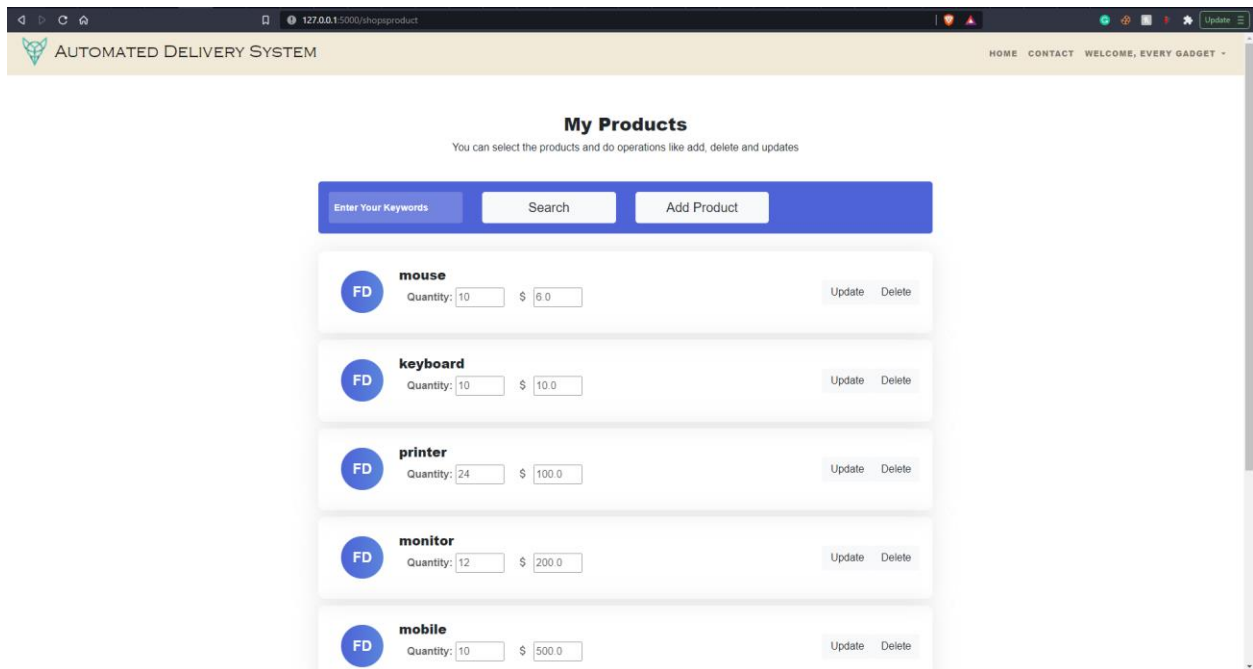 127.0.0.1:5000/shopsproduct
Update
AUTOMATED DELIVERY SYSTEM
HOME CONTACT WELCOME, EVERY GADGET
My Products
You can select the products and do operations like add, delete and updates
Enter Your Keywords Search Add Product
FD
mouse
Quantity: 10 $ 6.0 Update Delete
FD
keyboard
Quantity: 10 $ 10.0 Update Delete
FD
printer
Quantity: 24 $ 100.0 Update Delete
FD
monitor
Quantity: 12 $ 200.0 Update Delete
FD
mobile
Quantity: 10 $ 500.0 Update Delete